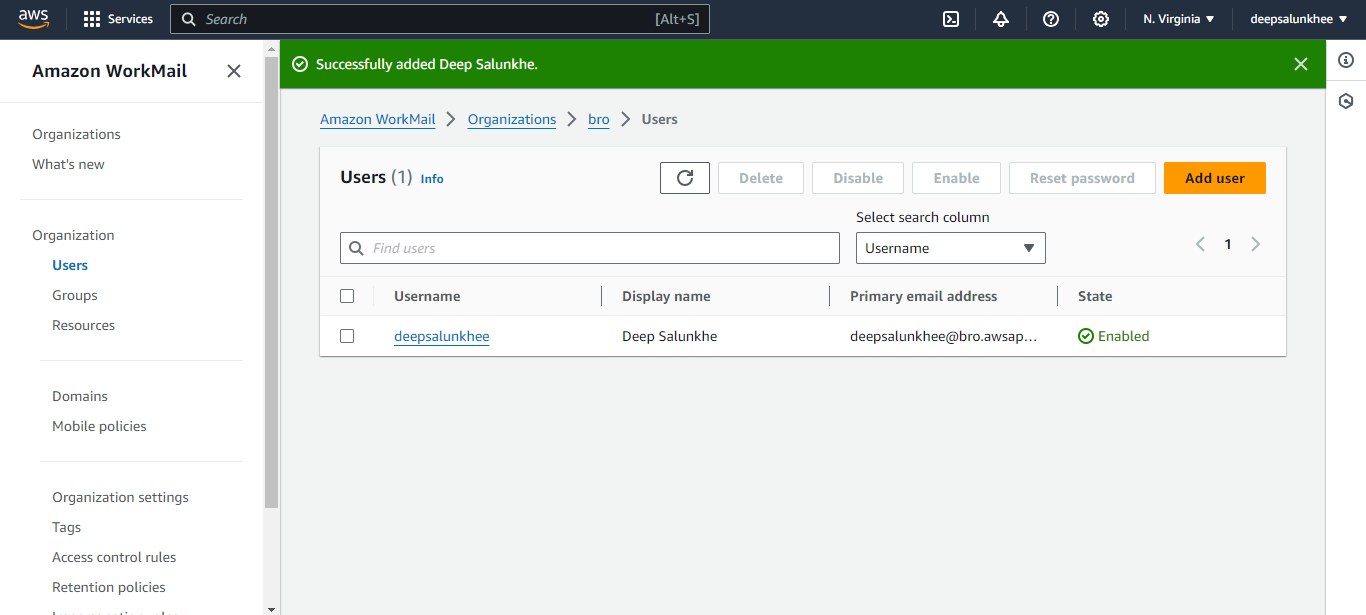 aws
Services
Search [Alt+S]
N. Virginia
deepsalunkhee
Amazon WorkMail
Organizations
What's new
Organization
Users
Groups
Resources
Domains
Mobile policies
Organization settings
Tags
Access control rules
Retention policies
Successfully added Deep Salunkhe.
Amazon WorkMail > Organizations > bro > Users
Users (1) Info
Delete
Disable
Enable
Reset password
Add user
Select search column
Find users
Username
1
Username Display name Primary email address State
deepsalunkhee Deep Salunkhe deepsalunkhee@bro.awsap... Enabled